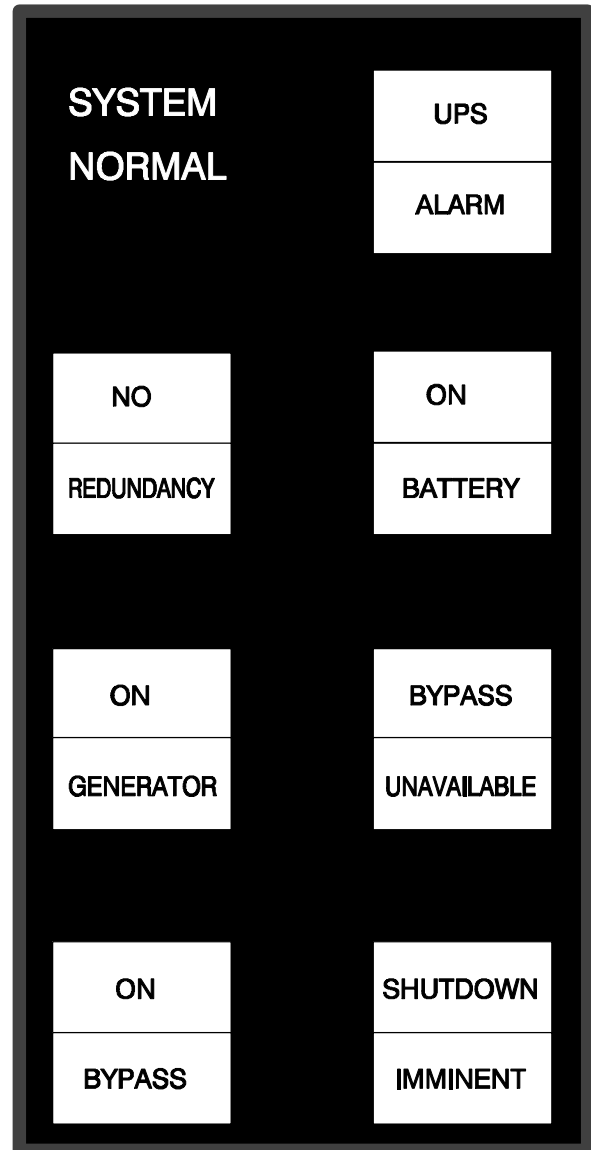 SYSTEM
NORMAL
UPS
ALARM
NO
REDUNDANCY
ON
BATTERY
ON
GENERATOR
BYPASS
UNAVAILABLE
ON
BYPASS
SHUTDOWN
IMMINENT